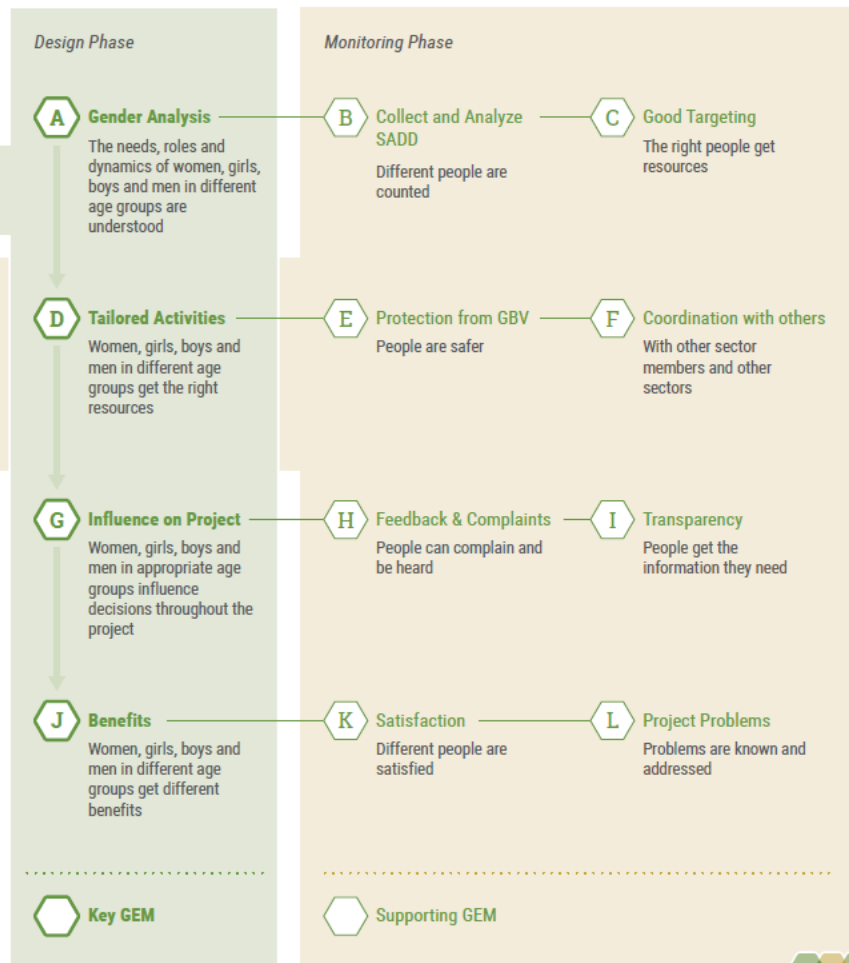 Design Phase
Monitoring Phase
A
Gender Analysis
The needs, roles and
dynamics of women, girls,
boys and men in different
age groups are
understood
B
Collect and Analyze
SADD
Different people are
counted
C
Good Targeting
The right people get
resources
D
Tailored Activities
Women, girls, boys and
men in different age
groups get the right
resources
E
Protection from GBV
People are safer
F
Coordination with others
With other sector
members and other
sectors
G
Influence on Project
Women, girls, boys and
men in appropriate age
groups influence
decisions throughout the
project
H
Feedback & Complaints
People can complain and
be heard
I
Transparency
People get the
information they need
J
Benefits
Women, girls, boys and
men in different age
groups get different
benefits
K
Satisfaction
Different people are
satisfied
L
Project Problems
Problems are known and
addressed
Key GEM
Supporting GEM